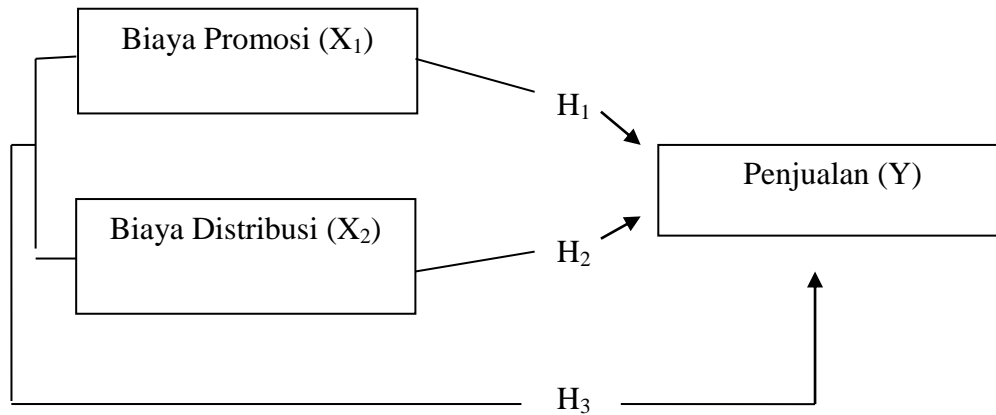 Biaya Promosi (X₁)
H₁
Penjualan (Y)
Biaya Distribusi (X₂)
H₂
H₃